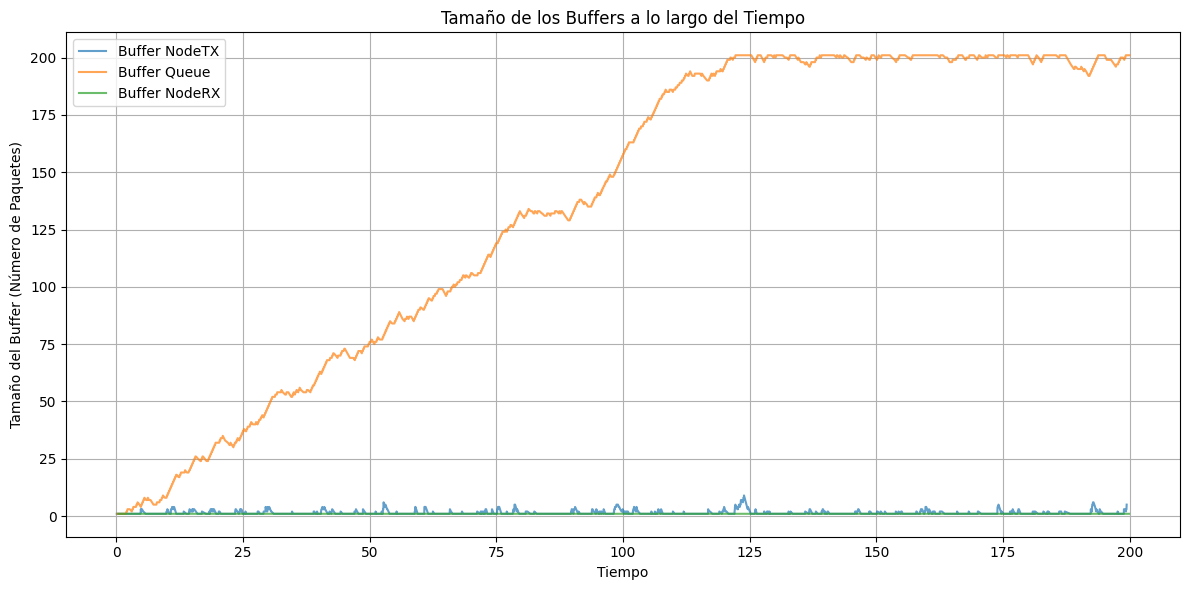 Tamaño de los Buffers a lo largo del Tiempo
Buffer NodeTX
Buffer Queue
Buffer NodeRX
Tamaño del Buffer (Número de Paquetes)
200
175
150
125
100
75
50
25
0
0 25 50 75 100 125 150 175 200
Tiempo